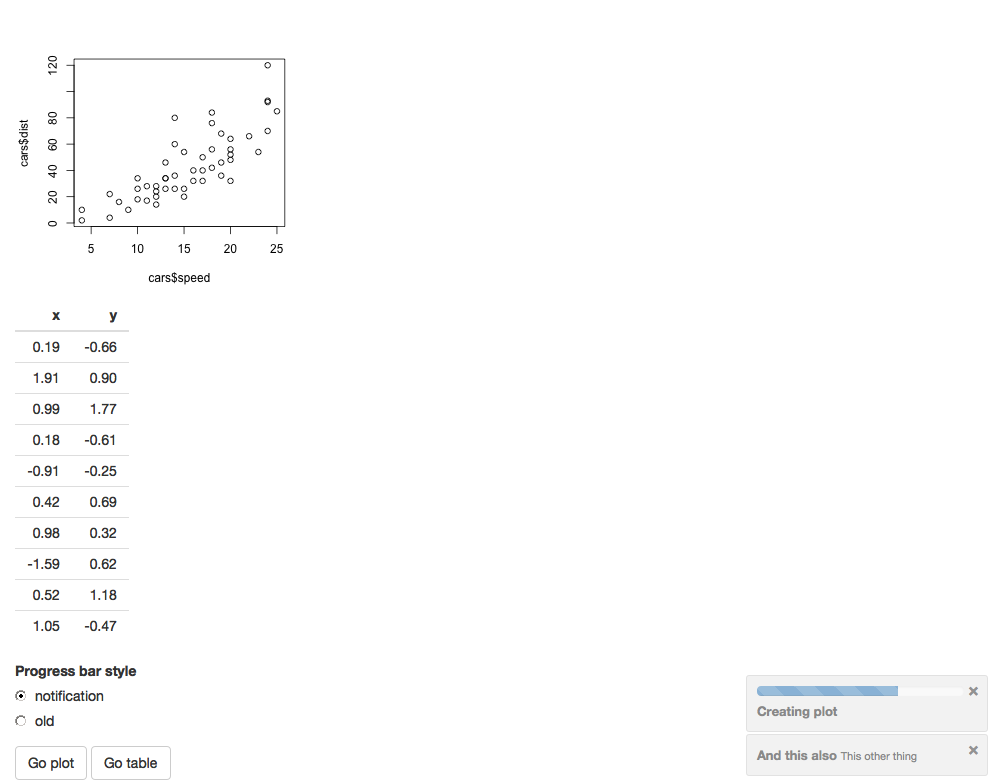 120
80
60
40
20
0
cars$dist
5 10 15 20 25
cars$speed
x y
0.19 -0.66
1.91 0.90
0.99 1.77
0.18 -0.61
-0.91 -0.25
0.42 0.69
0.98 0.32
-1.59 0.62
0.52 1.18
1.05 -0.47
Progress bar style
notification
old
Go plot Go table
×
Creating plot
And this also This other thing ×